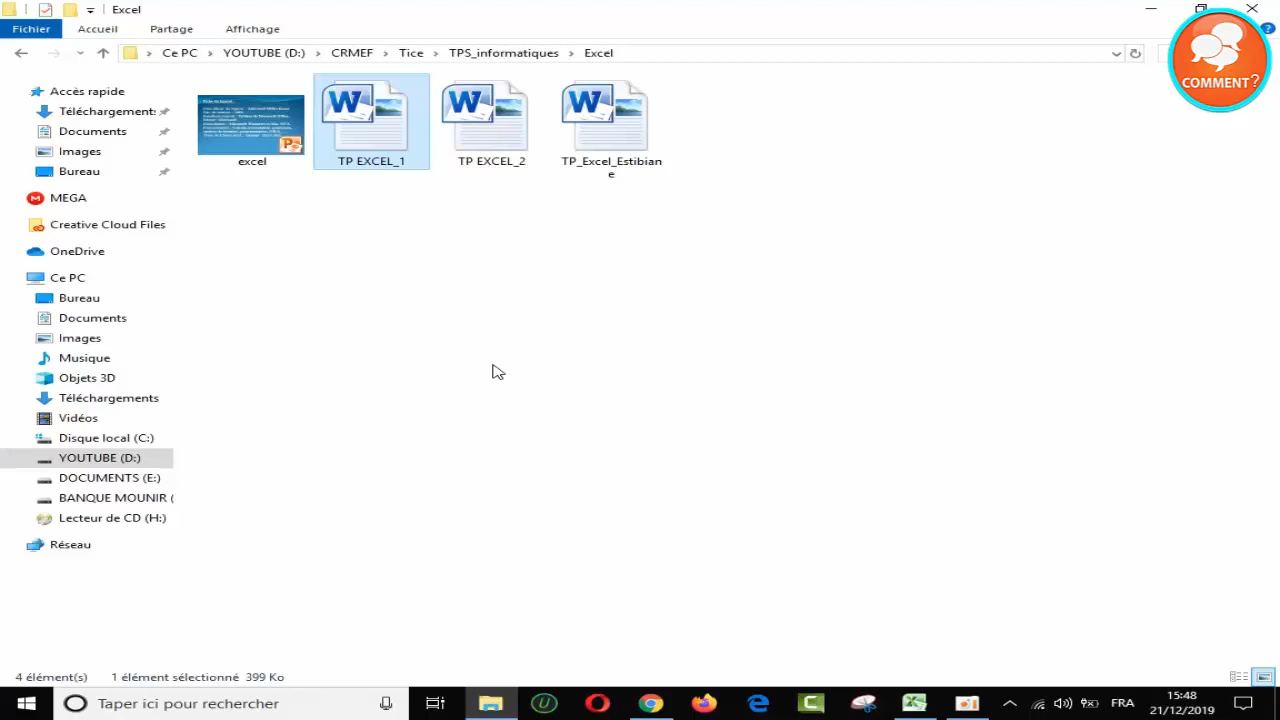 Excel
Fichier
Accueil
Partage
Affichage
Ce PC > YOUTUBE (D:) > CRMEF > Tice > TPS_informatiques > Excel
COMMENT?
Accès rapide
Téléchargement:
Documents
Images
Bureau
MEGA
Creative Cloud Files
OneDrive
Ce PC
Bureau
Documents
Images
Musique
Objets 3D
Téléchargements
Vidéos
Disque local (C:)
YOUTUBE (D:)
DOCUMENTS (E:)
BANQUE MOUNIR (
Lecteur de CD (H:)
Réseau
excel
TP EXCEL_1
TP EXCEL_2
TP_Excel_Estibian
e
4 élément(s)
1 élément sélectionné 399 Ko
Taper ici pour rechercher
FRA
15:48
21/12/2019